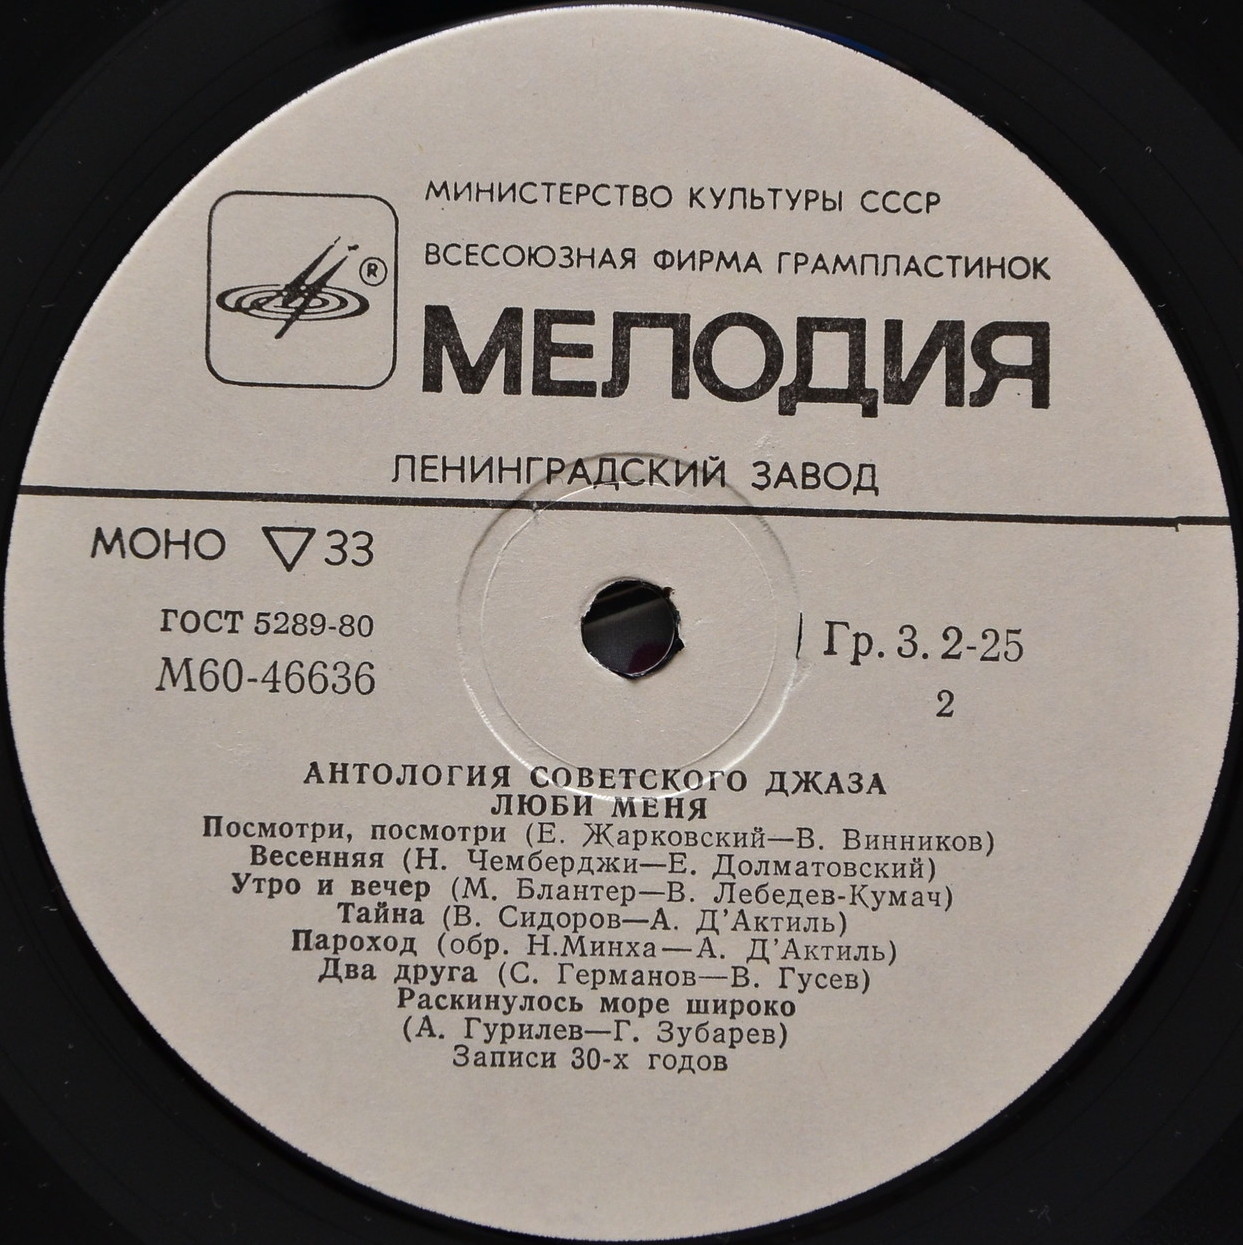 МИНИСТЕРСТВО КУЛЬТУРЫ СССР
ВСЕСОЮЗНАЯ ФИРМА ГРАМПЛАСТИНОК
®
МЕЛОДИЯ
ЛЕНИНГРАДСКИЙ ЗАВОД
МОНО ▽33
ГОСТ 5289-80
М60-46636
Гр. 3. 2-25
2
АНТОЛОГИЯ СОВЕТСКОГО ДЖАЗА
ЛЮБИ МЕНЯ
Посмотри, посмотри (Е. Жарковский—В. Винников)
Весенняя (Н. Чемберджи—Е. Долматовский)
Утро и вечер (М. Блантер—В. Лебедев-Кумач)
Тайна (В. Сидоров—А. Д'Актиль)
Пароход (обр. Н.Минха—А. Д'Актиль)
Два друга (С. Германов—В. Гусев)
Раскинулось море широко
(А. Гурилев—Г. Зубарев)
Записи 30-х годов